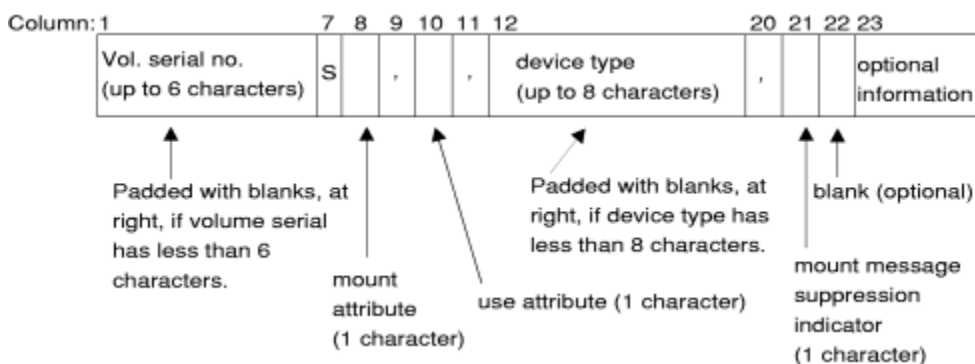 Column: 1 7 8 9 10 11 12 20 21 22 23
Vol. serial no.
(up to 6 characters)
S
,
,
device type
(up to 8 characters)
,
optional
information
Padded with blanks, at
right, if volume serial
has less than 6
characters.
mount
attribute
(1 character)
use attribute (1 character)
Padded with blanks, at
right, if device type has
less than 8 characters.
blank (optional)
mount message
suppression
indicator
(1 character)